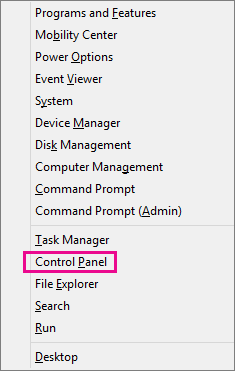 Programs and Features
Mobility Center
Power Options
Event Viewer
System
Device Manager
Disk Management
Computer Management
Command Prompt
Command Prompt (Admin)
Task Manager
Control Panel
File Explorer
Search
Run
Desktop